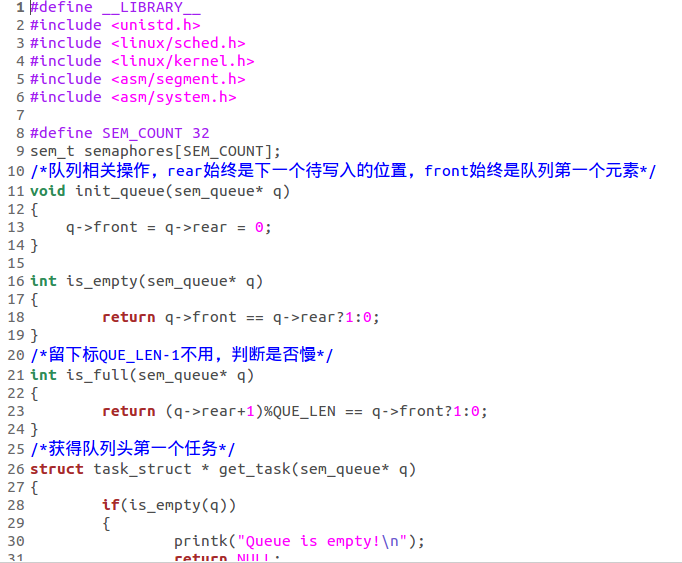 1 #define __LIBRARY__
2 #include <unistd.h>
3 #include <linux/sched.h>
4 #include <linux/kernel.h>
5 #include <asm/segment.h>
6 #include <asm/system.h>
7
8 #define SEM_COUNT 32
9 sem_t semaphores[SEM_COUNT];
10 /*队列相关操作，rear始终是下一个待写入的位置，front始终是队列第一个元素*/
11 void init_queue(sem_queue* q)
12 {
13     q->front = q->rear = 0;
14 }
15
16 int is_empty(sem_queue* q)
17 {
18         return q->front == q->rear?1:0;
19 }
20 /*留下标QUE_LEN-1不用，判断是否慢*/
21 int is_full(sem_queue* q)
22 {
23         return (q->rear+1)%QUE_LEN == q->front?1:0;
24 }
25 /*获得队列头第一个任务*/
26 struct task_struct * get_task(sem_queue* q)
27 {
28         if(is_empty(q))
29         {
30                 printk("Queue is empty!\n");
31                 return NULL;